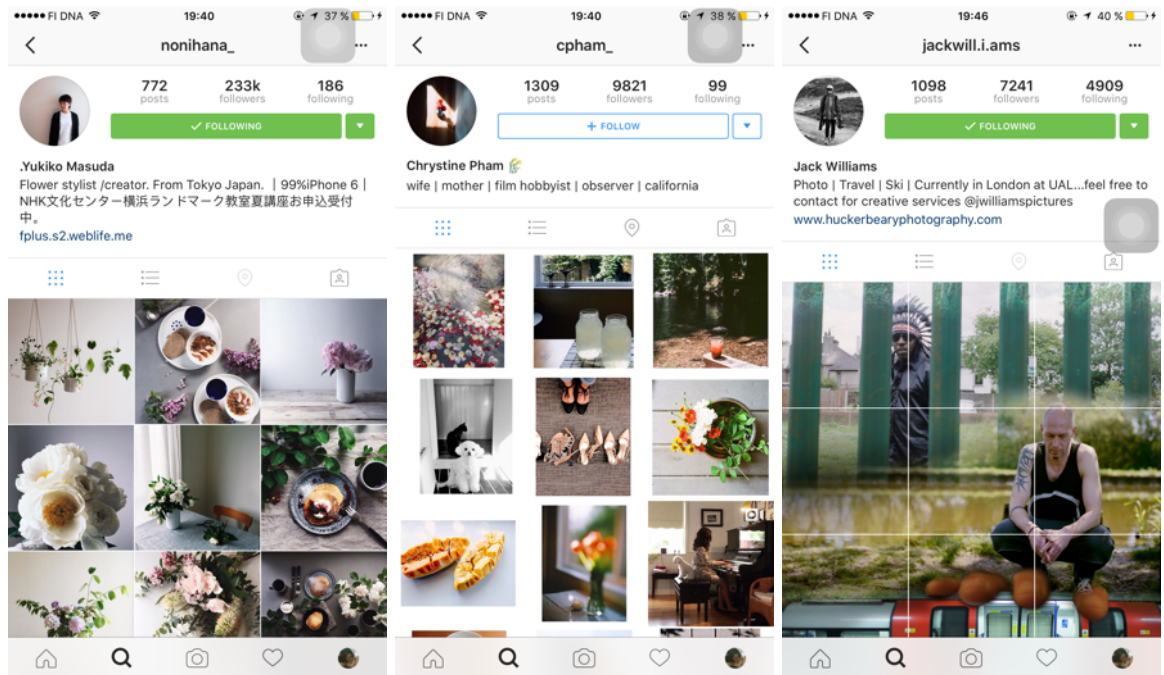 FI DNA 19:40 37 %
nonihana_
772 233k 186
posts followers following
FOLLOWING
.Yukiko Masuda
Flower stylist /creator. From Tokyo Japan. ｜99%iPhone 6｜
NHK文化センター横浜ランドマーク教室夏講座お申込受付
中。
fplus.s2.weblife.me
FI DNA 19:40 38 %
cpham_
1309 9821 99
posts followers following
+ FOLLOW
Chrystine Pham
wife | mother | film hobbyist | observer | california
FI DNA 19:46 40 %
jackwill.i.ams
1098 7241 4909
posts followers following
FOLLOWING
Jack Williams
Photo | Travel | Ski | Currently in London at UAL...feel free to
contact for creative services @jwilliamspictures
www.huckerbearyphotography.com